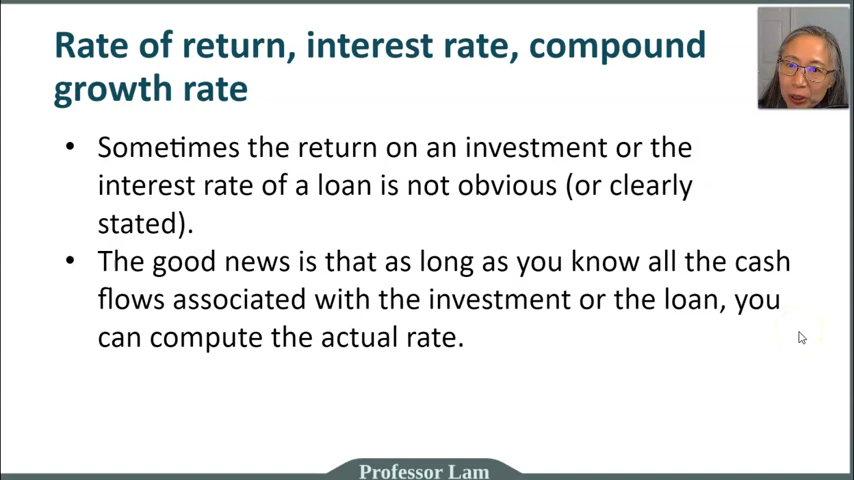 Rate of return, interest rate, compound
growth rate
• Sometimes the return on an investment or the
interest rate of a loan is not obvious (or clearly
stated).
• The good news is that as long as you know all the cash
flows associated with the investment or the loan, you
can compute the actual rate.
Professor Lam